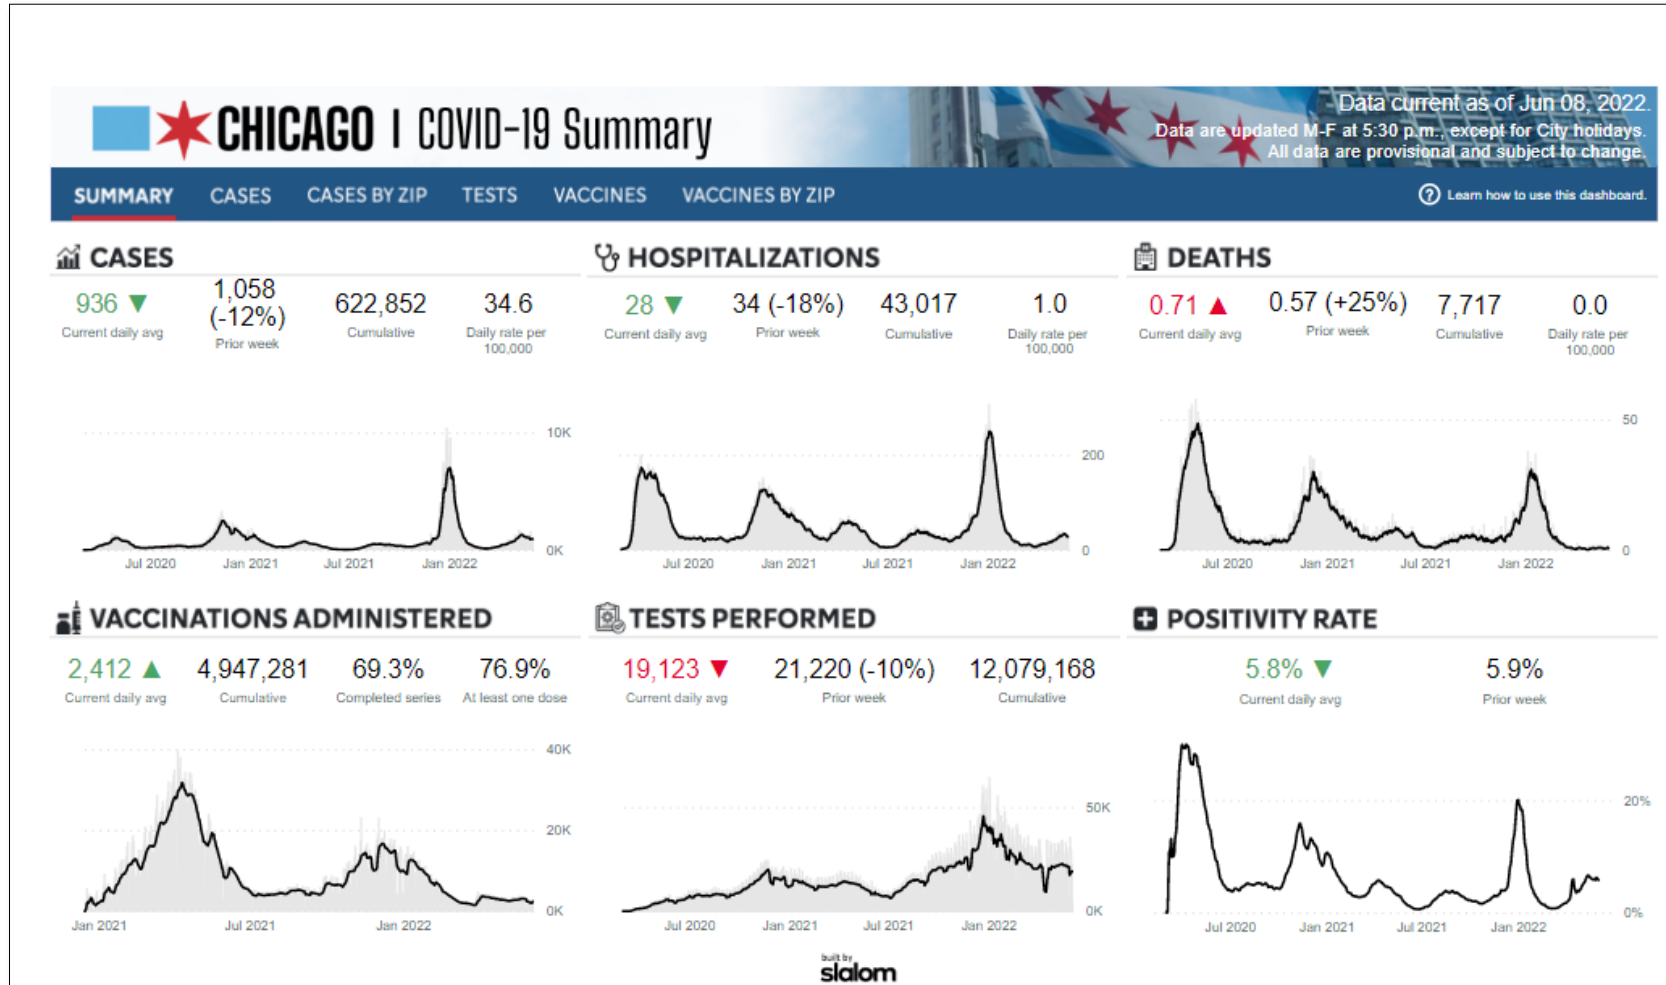 CHICAGO | COVID-19 Summary
Data current as of Jun 08, 2022.
Data are updated M-F at 5:30 p.m., except for City holidays.
All data are provisional and subject to change.
SUMMARY CASES CASES BY ZIP TESTS VACCINES VACCINES BY ZIP
? Learn how to use this dashboard.
CASES
936 ▼
Current daily avg
1,058
(-12%)
Prior week
622,852
Cumulative
34.6
Daily rate per
100,000
10K
0K
Jul 2020 Jan 2021 Jul 2021 Jan 2022
HOSPITALIZATIONS
28 ▼
Current daily avg
34 (-18%)
Prior week
43,017
Cumulative
1.0
Daily rate per
100,000
200
0
Jul 2020 Jan 2021 Jul 2021 Jan 2022
DEATHS
0.71 ▲
Current daily avg
0.57 (+25%)
Prior week
7,717
Cumulative
0.0
Daily rate per
100,000
50
0
Jul 2020 Jan 2021 Jul 2021 Jan 2022
VACCINATIONS ADMINISTERED
2,412 ▲
Current daily avg
4,947,281
Cumulative
69.3%
Completed series
76.9%
At least one dose
40K
20K
0K
Jan 2021 Jul 2021 Jan 2022
TESTS PERFORMED
19,123 ▼
Current daily avg
21,220 (-10%)
Prior week
12,079,168
Cumulative
50K
0K
Jul 2020 Jan 2021 Jul 2021 Jan 2022
POSITIVITY RATE
5.8% ▼
Current daily avg
5.9%
Prior week
20%
0%
Jul 2020 Jan 2021 Jul 2021 Jan 2022
built by
slalom